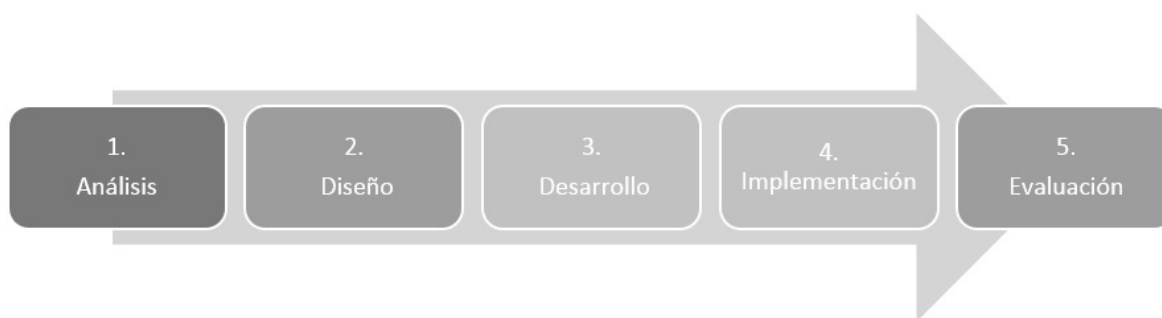 1.
Análisis
2.
Diseño
3.
Desarrollo
4.
Implementación
5.
Evaluación